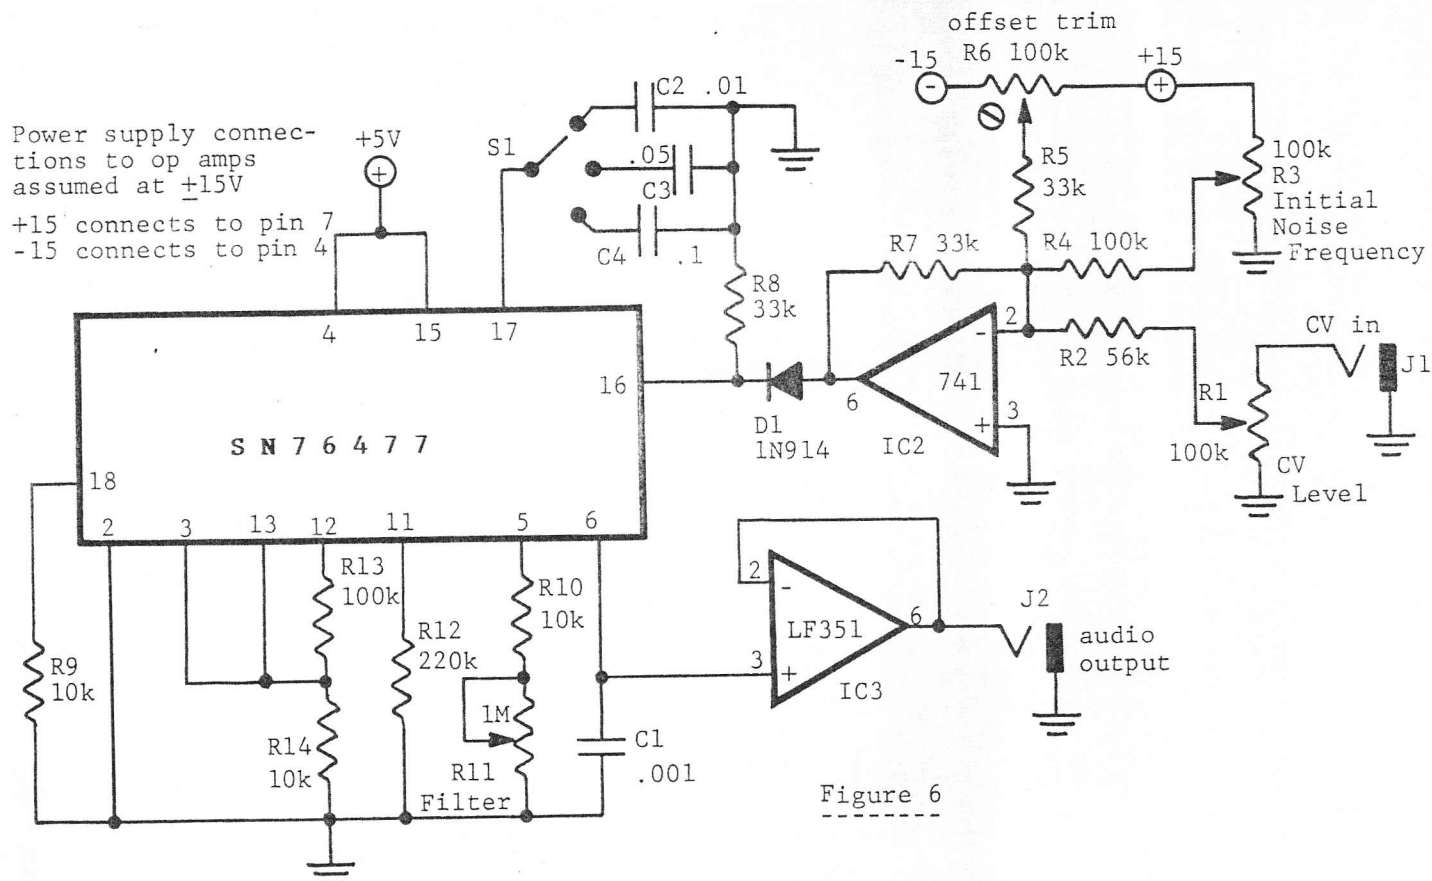 offset trim
R6 100k
-15
+15
-
+
C2 .01
Power supply connec-
tions to op amps
assumed at ±15V
+15 connects to pin 7
-15 connects to pin 4
+5V
+
S1
.05
C3
C4 .1
R5
33k
100k
R3
Initial
Noise
Frequency
R7 33k
R4 100k
R8
33k
4
15
17
16
2
-
R2 56k
CV in
J1
741
6
3
+
IC2
D1
1N914
R1
100k
CV
Level
SN76477
18
2
3
13
12
11
5
6
R13
100k
R10
10k
R12
220k
R9
10k
R14
10k
1M
R11
Filter
C1
.001
2
-
LF351
6
3
+
IC3
J2
audio
output
Figure 6